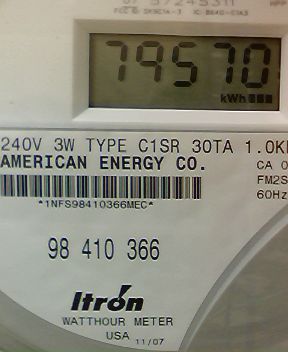 79570
kWh
240V 3W TYPE C1SR 30TA 1.0K
AMERICAN ENERGY CO.
CA 0
FM2S
60Hz
*1NFS98410366MEC*
98 410 366
Itron
WATTHOUR METER
USA 11/07